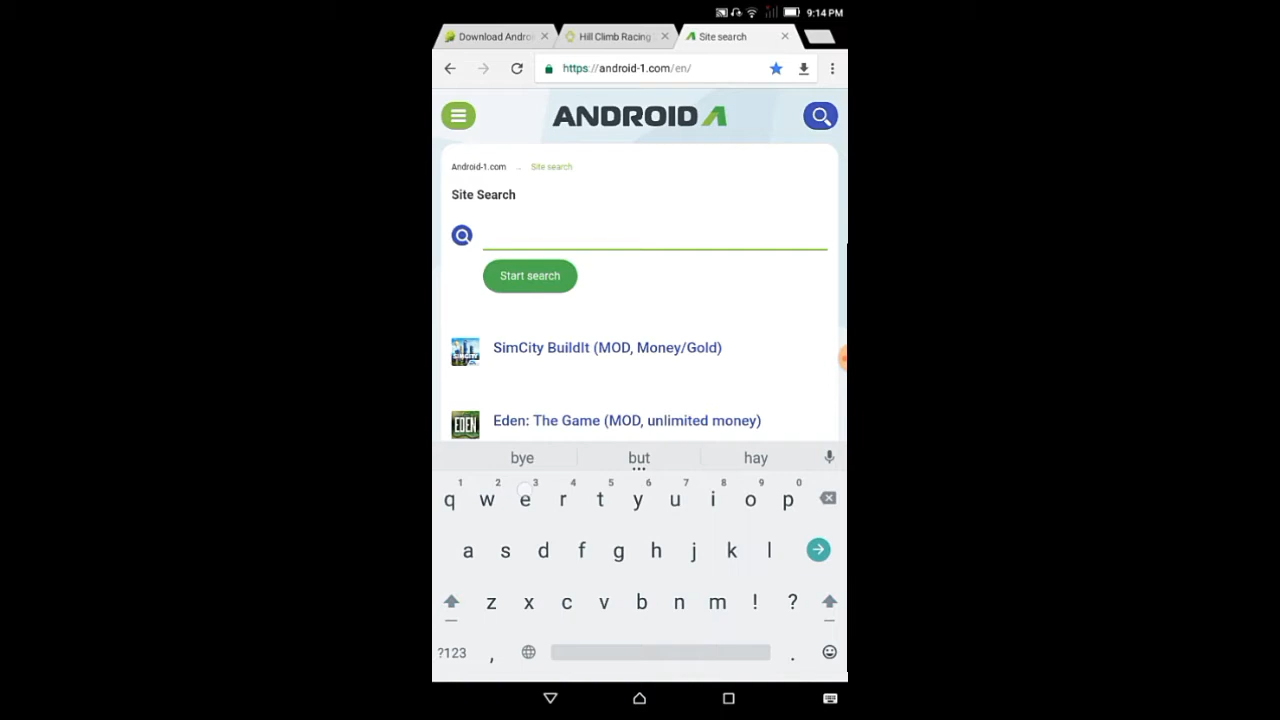 9:14 PM
Download Androi
Hill Climb Racing
Site search
https://android-1.com/en/
ANDROID
Android-1.com → Site search
Site Search
Start search
SimCity BuildIt (MOD, Money/Gold)
Eden: The Game (MOD, unlimited money)
bye but hay
1 2 3 4 5 6 7 8 9 0
q w e r t y u i o p
a s d f g h j k l
z x c v b n m ! ?
?123 , .